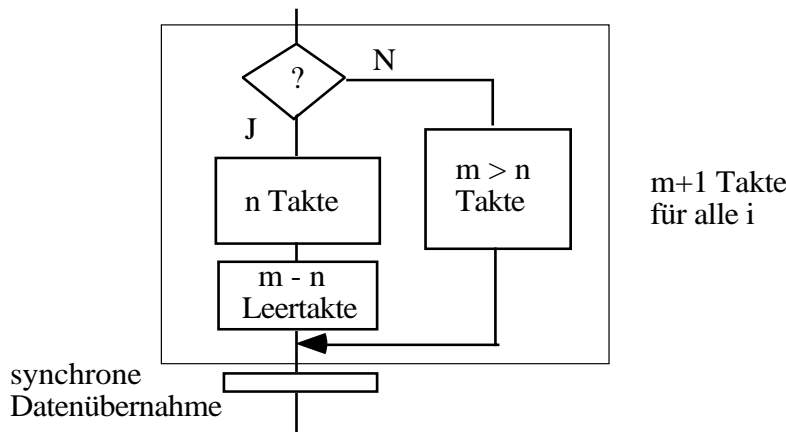 ?
N
J
n Takte
m > n
Takte
m+1 Takte
für alle i
m - n
Leertakte
synchrone
Datenübernahme